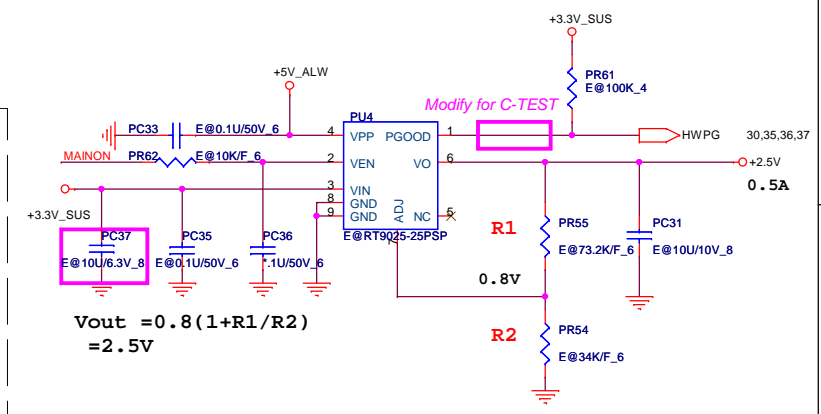 +3.3V_SUS
+5V_ALW
PR61
E@100K_4
Modify for C-TEST
PU4
PC33
E@0.1U/50V_6
4
VPP
PGOOD
1
HWPG
30,35,36,37
MAINON
PR62
E@10K/F_6
2
VEN
VO
6
+2.5V
0.5A
3
VIN
8
GND
9
GND
ADJ
NC
5
7
+3.3V_SUS
E@RT9025-25PSP
PC37
E@10U/6.3V_8
PC35
E@0.1U/50V_6
PC36
*.1U/50V_6
R1
PR55
E@73.2K/F_6
PC31
E@10U/10V_8
0.8V
R2
PR54
E@34K/F_6
Vout =0.8(1+R1/R2)
=2.5V